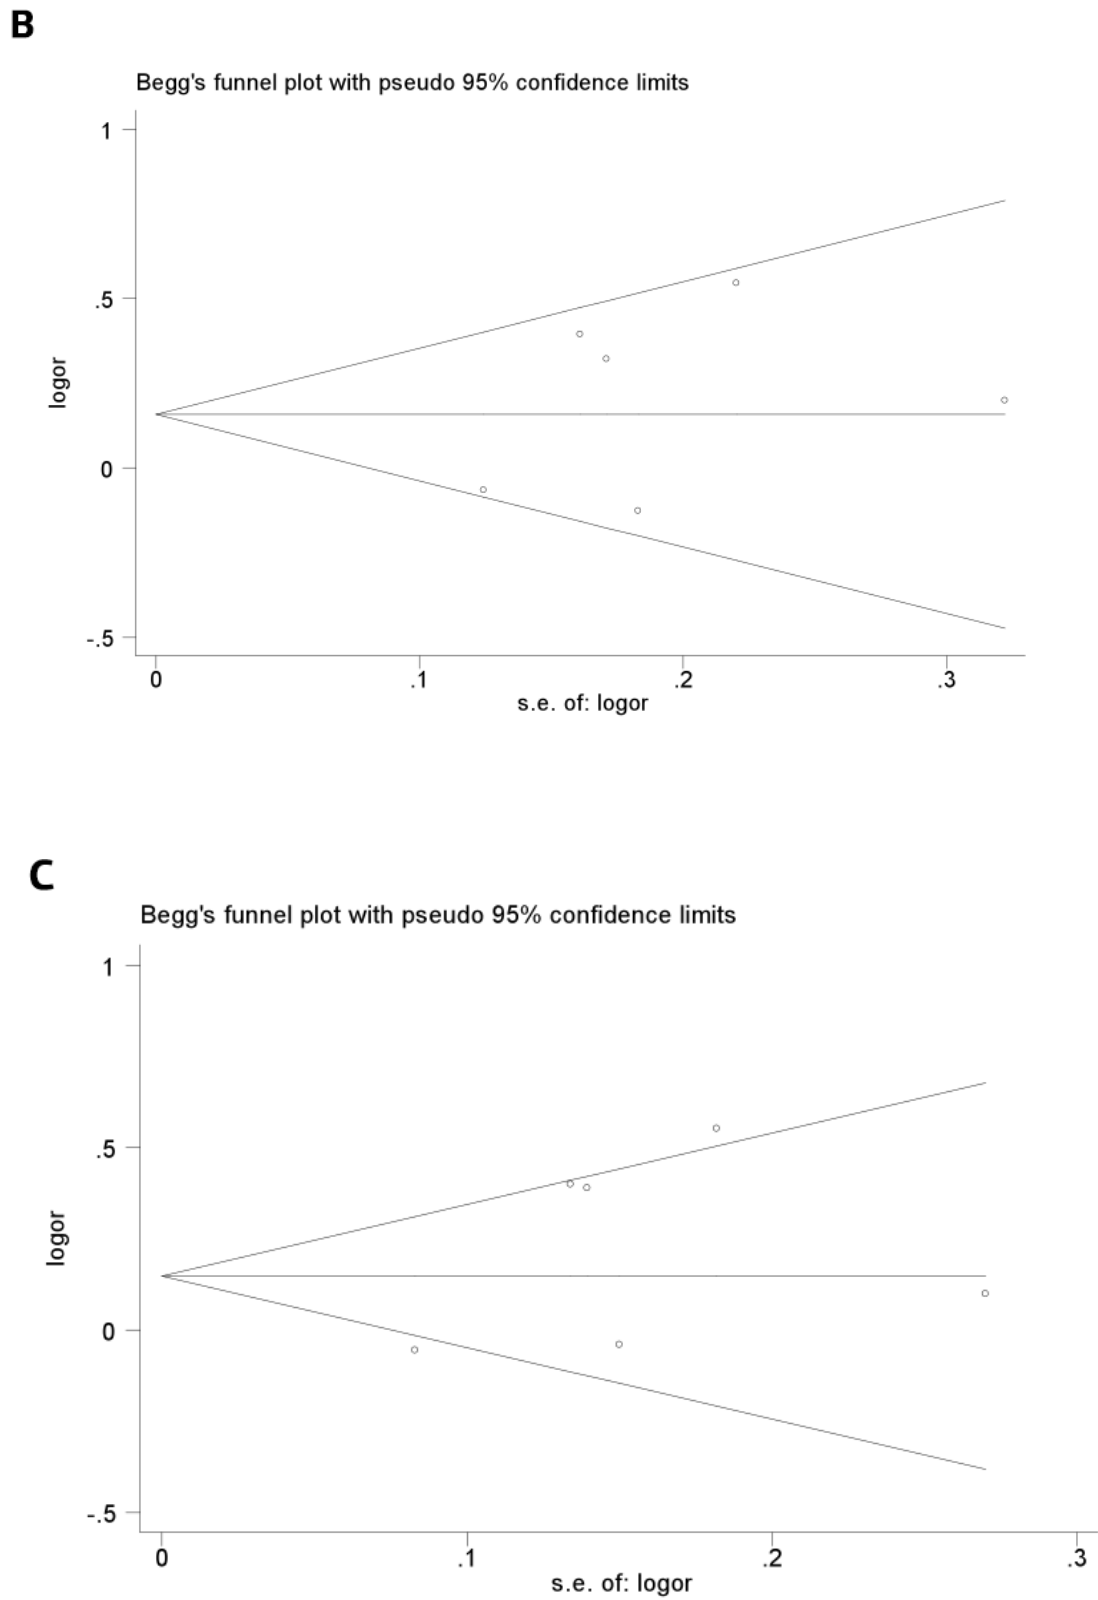 B
Begg's funnel plot with pseudo 95% confidence limits
1
.5
0
-.5
logor
0 .1 .2 .3
s.e. of: logor
C
Begg's funnel plot with pseudo 95% confidence limits
1
.5
0
-.5
logor
0 .1 .2 .3
s.e. of: logor